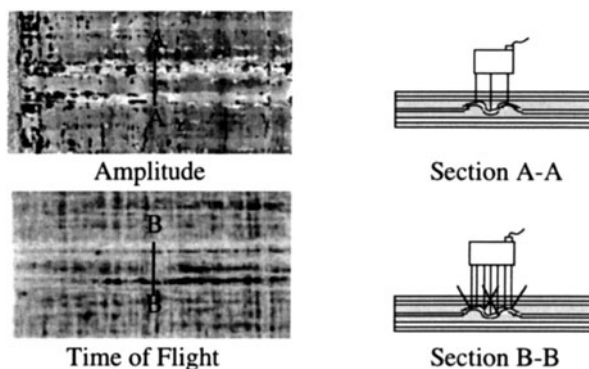 A
A
Amplitude
Section A-A
B
B
Time of Flight
Section B-B